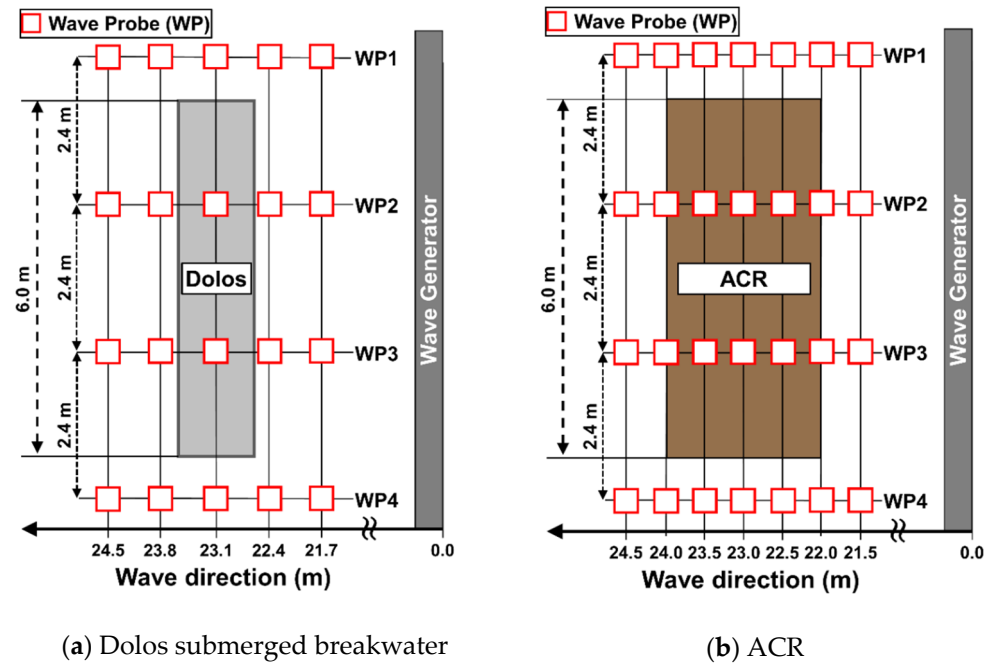 Wave Probe (WP)
WP1
2.4 m
WP2
6.0 m
2.4 m
Dolos
Wave Generator
WP3
2.4 m
WP4
24.5 23.8 23.1 22.4 21.7 0.0
Wave direction (m)
(a) Dolos submerged breakwater
Wave Probe (WP)
WP1
2.4 m
WP2
6.0 m
2.4 m
ACR
Wave Generator
WP3
2.4 m
WP4
24.5 24.0 23.5 23.0 22.5 22.0 21.5 0.0
Wave direction (m)
(b) ACR